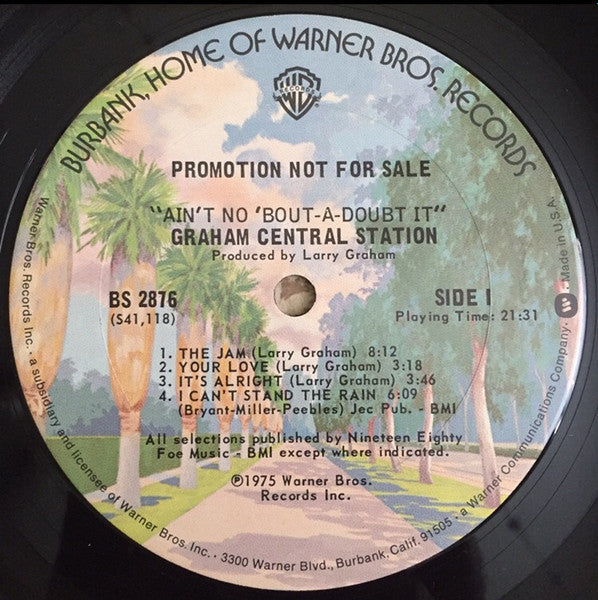 BURBANK, HOME OF WARNER BROS. RECORDS
WB
RECORDS
PROMOTION NOT FOR SALE
"AIN'T NO 'BOUT-A-DOUBT IT"
GRAHAM CENTRAL STATION
Produced by Larry Graham
BS 2876
(S41,118)
SIDE I
Playing Time: 21:31
1. THE JAM (Larry Graham) 8:12
2. YOUR LOVE (Larry Graham) 3:18
3. IT'S ALRIGHT (Larry Graham) 3:46
4. I CAN'T STAND THE RAIN 6:09
(Bryant-Miller-Peebles) Jec Pub. - BMI
All selections published by Nineteen Eighty
Foe Music - BMI except where indicated.
℗1975 Warner Bros.
Records Inc.
Warner Bros. Records Inc. • a subsidiary and licensee of Warner Bros. Inc. • 3300 Warner Blvd., Burbank, Calif. 91505 • a Warner Communications Company. • Made in U.S.A.